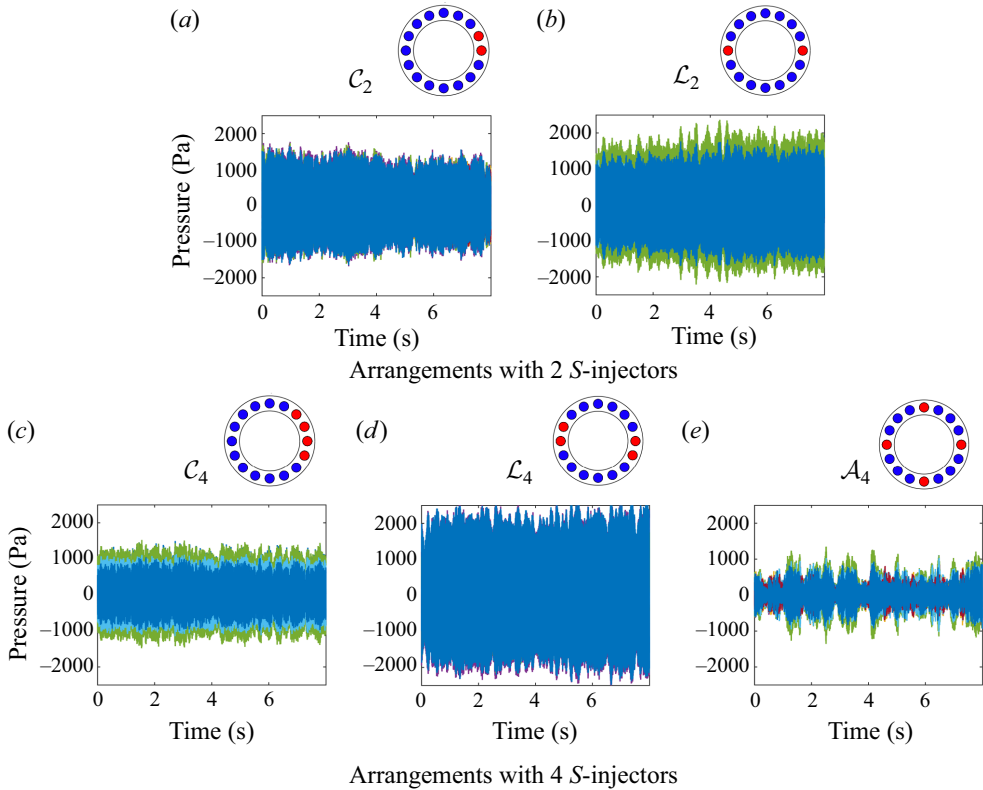 (a)
C2
(b)
L2
Pressure (Pa)
2000
1000
0
–1000
–2000
0 2 4 6
Time (s)
2000
1000
0
–1000
–2000
0 2 4 6
Time (s)
Arrangements with 2 S-injectors
(c)
C4
(d)
L4
(e)
A4
Pressure (Pa)
2000
1000
0
–1000
–2000
0 2 4 6
Time (s)
2000
1000
0
–1000
–2000
0 2 4 6
Time (s)
2000
1000
0
–1000
–2000
0 2 4 6
Time (s)
Arrangements with 4 S-injectors